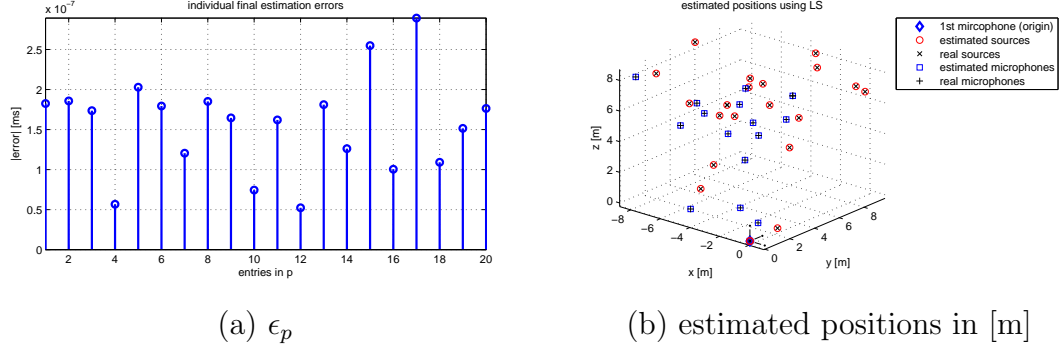 individual final estimation errors
x 10^-7
2.5
2
1.5
1
0.5
0
|error| [ms]
2 4 6 8 10 12 14 16 18 20
entries in p
(a) ϵ_p
estimated positions using LS
8
6
4
2
0
z [m]
−8 −6 −4 −2 0
x [m]
0 2 4 6 8
y [m]
1st mircophone (origin)
estimated sources
real sources
estimated microphones
real microphones
(b) estimated positions in [m]